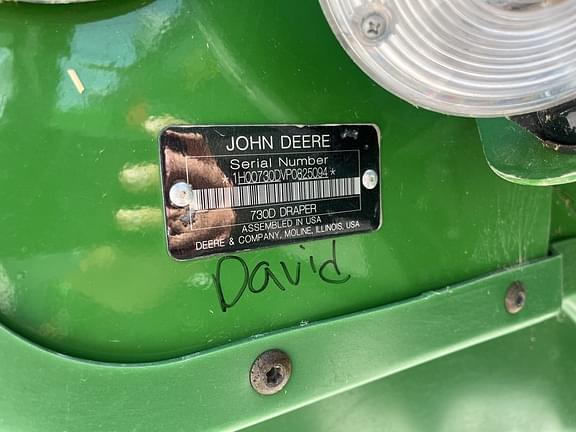 JOHN DEERE
Serial Number
1H00730DVP0825094*
730D DRAPER
ASSEMBLED IN USA
DEERE & COMPANY, MOLINE, ILLINOIS, USA
David